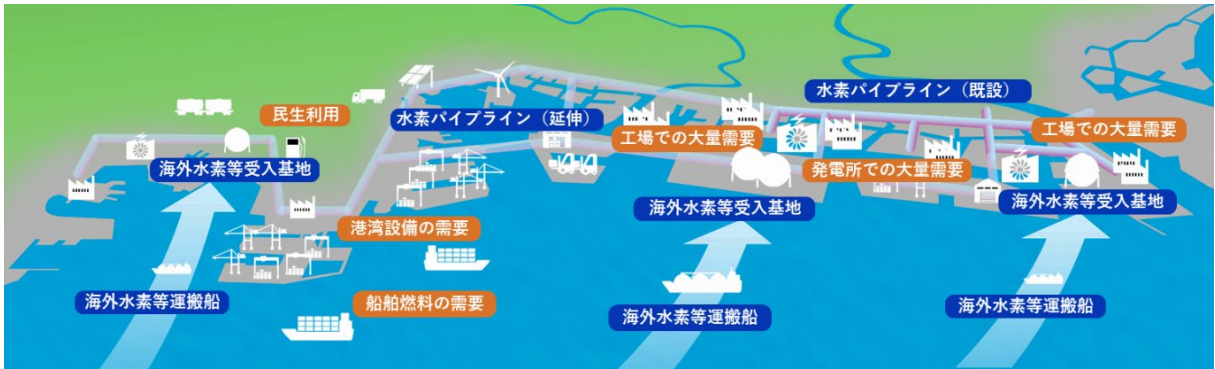 水素パイプライン（既設）
民生利用
水素パイプライン（延伸）
工場での大量需要
工場での大量需要
海外水素等受入基地
発電所での大量需要
海外水素等受入基地
海外水素等受入基地
港湾設備の需要
海外水素等運搬船
船舶燃料の需要
海外水素等運搬船
海外水素等運搬船